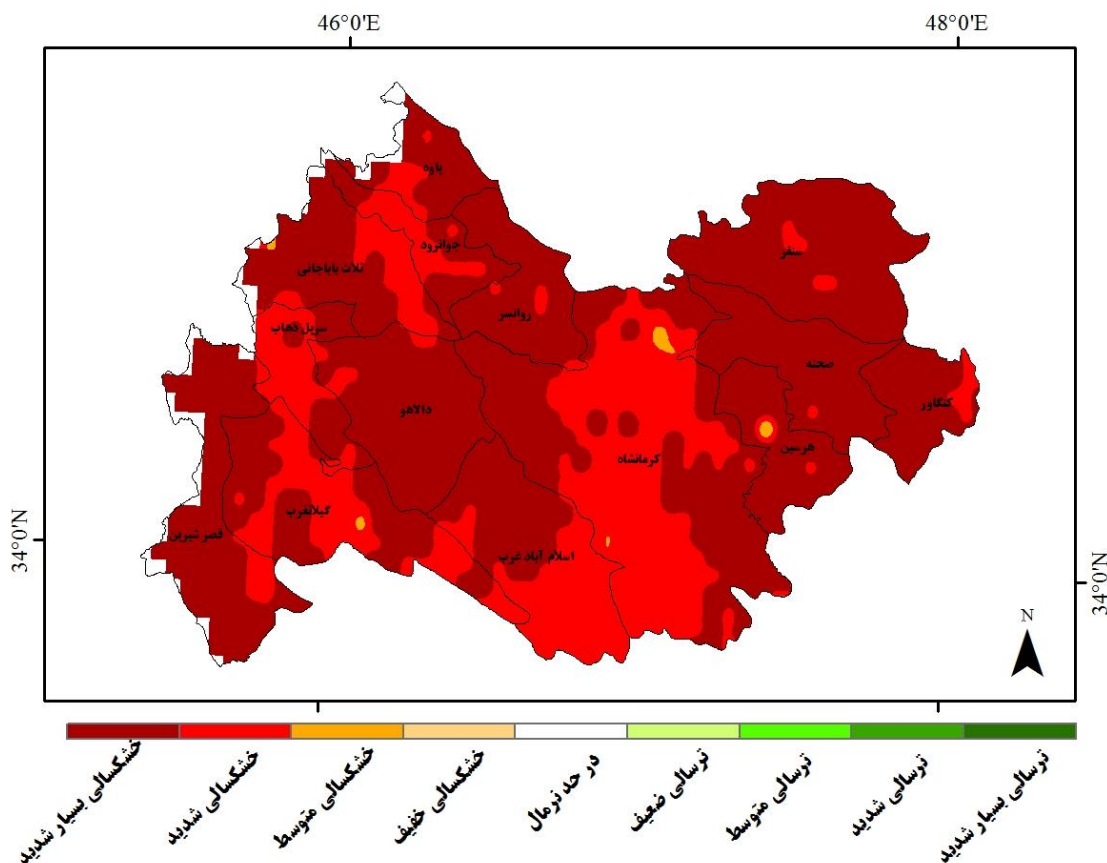 46°0'E
48°0'E
پاوه
جوانرود
سنقر
ثلاث باباجانی
روانسر
سرپل ذهاب
صحنه
دالاهو
کنگاور
هرسین
کرمانشاه
گیلانغرب
قصر شیرین
اسلام آباد غرب
34°0'N
34°0'N
N
خشکسالی بسیار شدید
خشکسالی شدید
خشکسالی متوسط
خشکسالی خفیف
در حد نرمال
ترسالی ضعیف
ترسالی متوسط
ترسالی شدید
ترسالی بسیار شدید